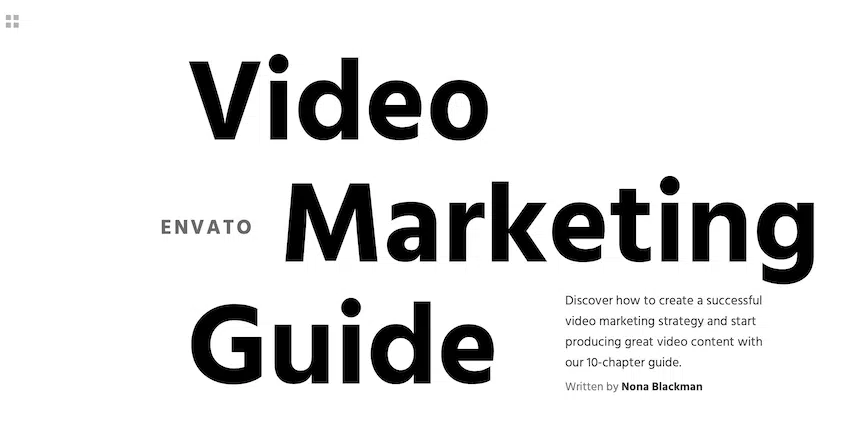 Video
ENVATO Marketing
Guide
Discover how to create a successful
video marketing strategy and start
producing great video content with
our 10-chapter guide.
Written by Nona Blackman